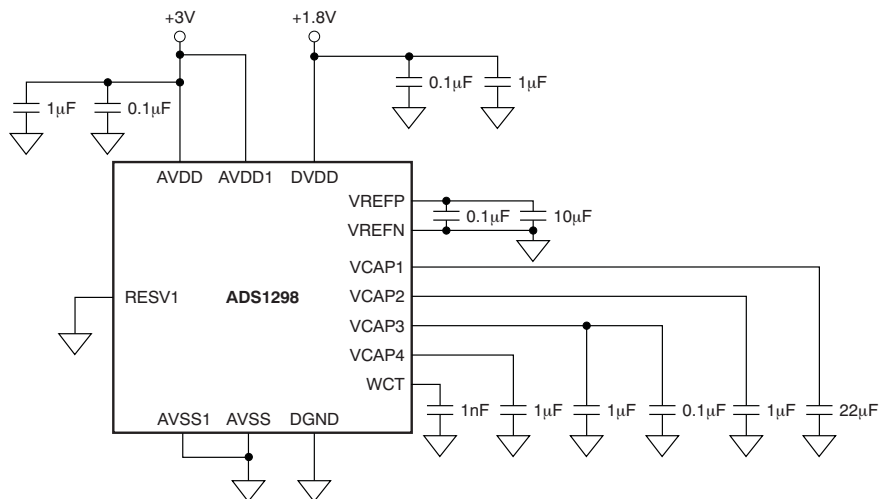 +3V +1.8V
1μF 0.1μF 0.1μF 1μF
AVDD AVDD1 DVDD
VREFP
0.1μF 10μF
VREFN
VCAP1
RESV1 ADS1298 VCAP2
VCAP3
VCAP4
WCT
1nF 1μF 1μF 0.1μF 1μF 22μF
AVSS1 AVSS DGND